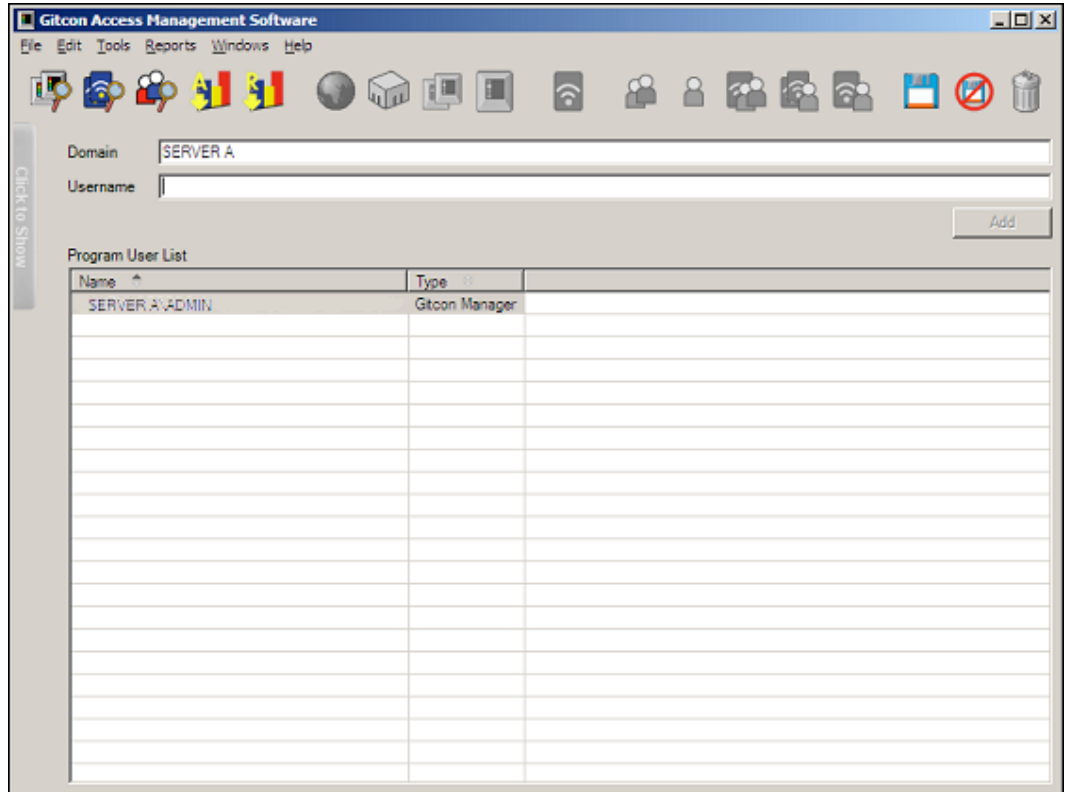 Gitcon Access Management Software
File Edit Tools Reports Windows Help
Click to Show
Domain SERVER A
Username
Add
Program User List
Name Type
SERVER A\ADMIN Gitcon Manager